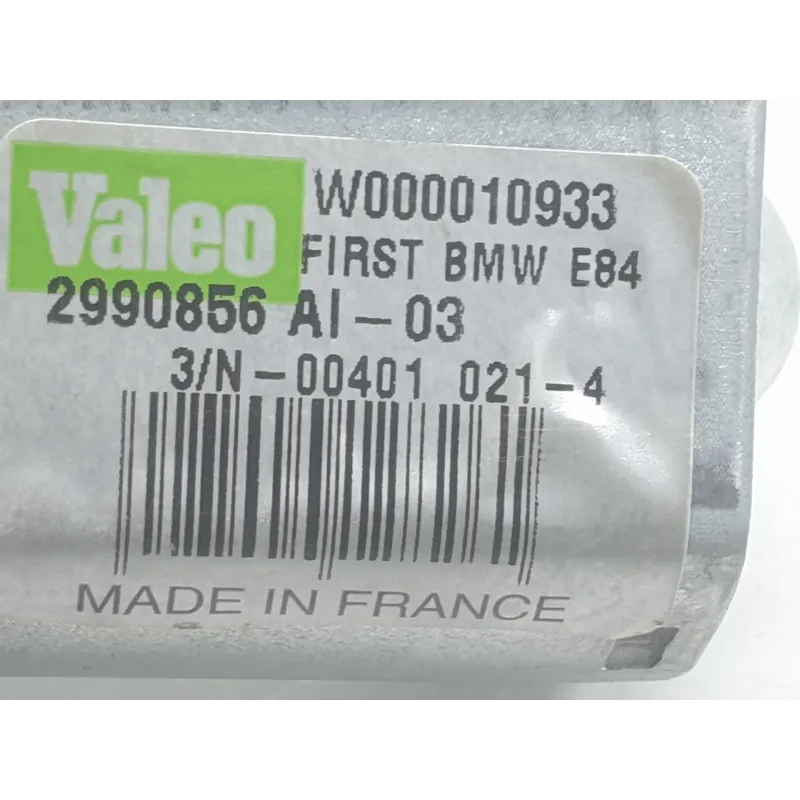 Valeo W000010933
FIRST BMW E84
2990856 AI-03
3/N-00401 021-4
MADE IN FRANCE